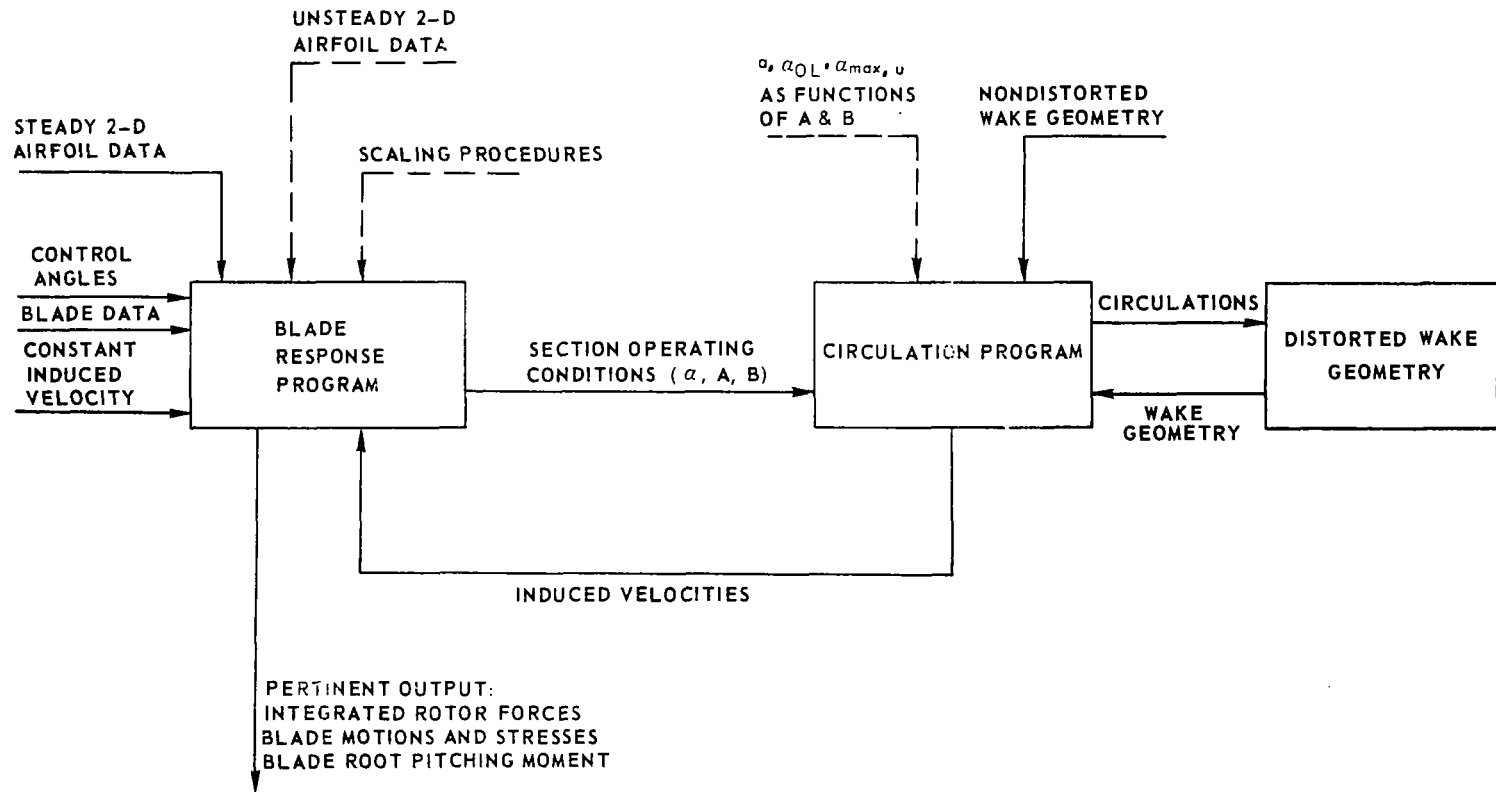 UNSTEADY 2-D
AIRFOIL DATA
STEADY 2-D
AIRFOIL DATA
SCALING PROCEDURES
a, α0L, αmax, u
AS FUNCTIONS
OF A & B
NONDISTORTED
WAKE GEOMETRY
CONTROL
ANGLES
BLADE DATA
CONSTANT
INDUCED
VELOCITY
BLADE
RESPONSE
PROGRAM
SECTION OPERATING
CONDITIONS (α, A, B)
CIRCULATION PROGRAM
CIRCULATIONS
WAKE
GEOMETRY
DISTORTED WAKE
GEOMETRY
INDUCED VELOCITIES
PERTINENT OUTPUT:
INTEGRATED ROTOR FORCES
BLADE MOTIONS AND STRESSES
BLADE ROOT PITCHING MOMENT